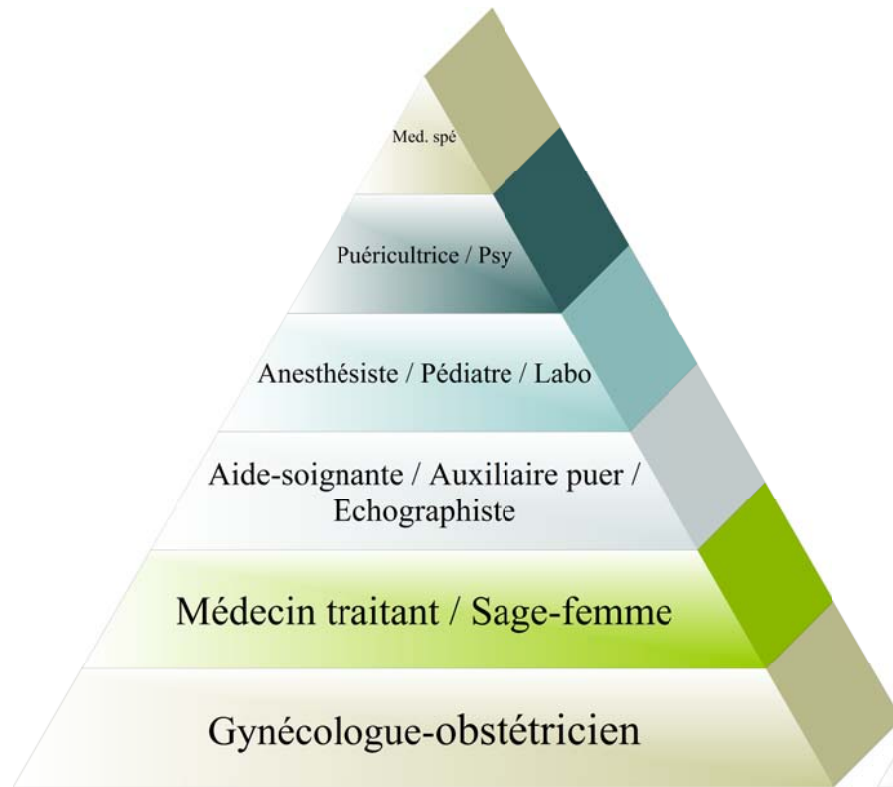 Med. spé
Puéricultrice / Psy
Anesthésiste / Pédiatre / Labo
Aide-soignante / Auxiliaire puer /
Echographiste
Médecin traitant / Sage-femme
Gynécologue-obstétricien